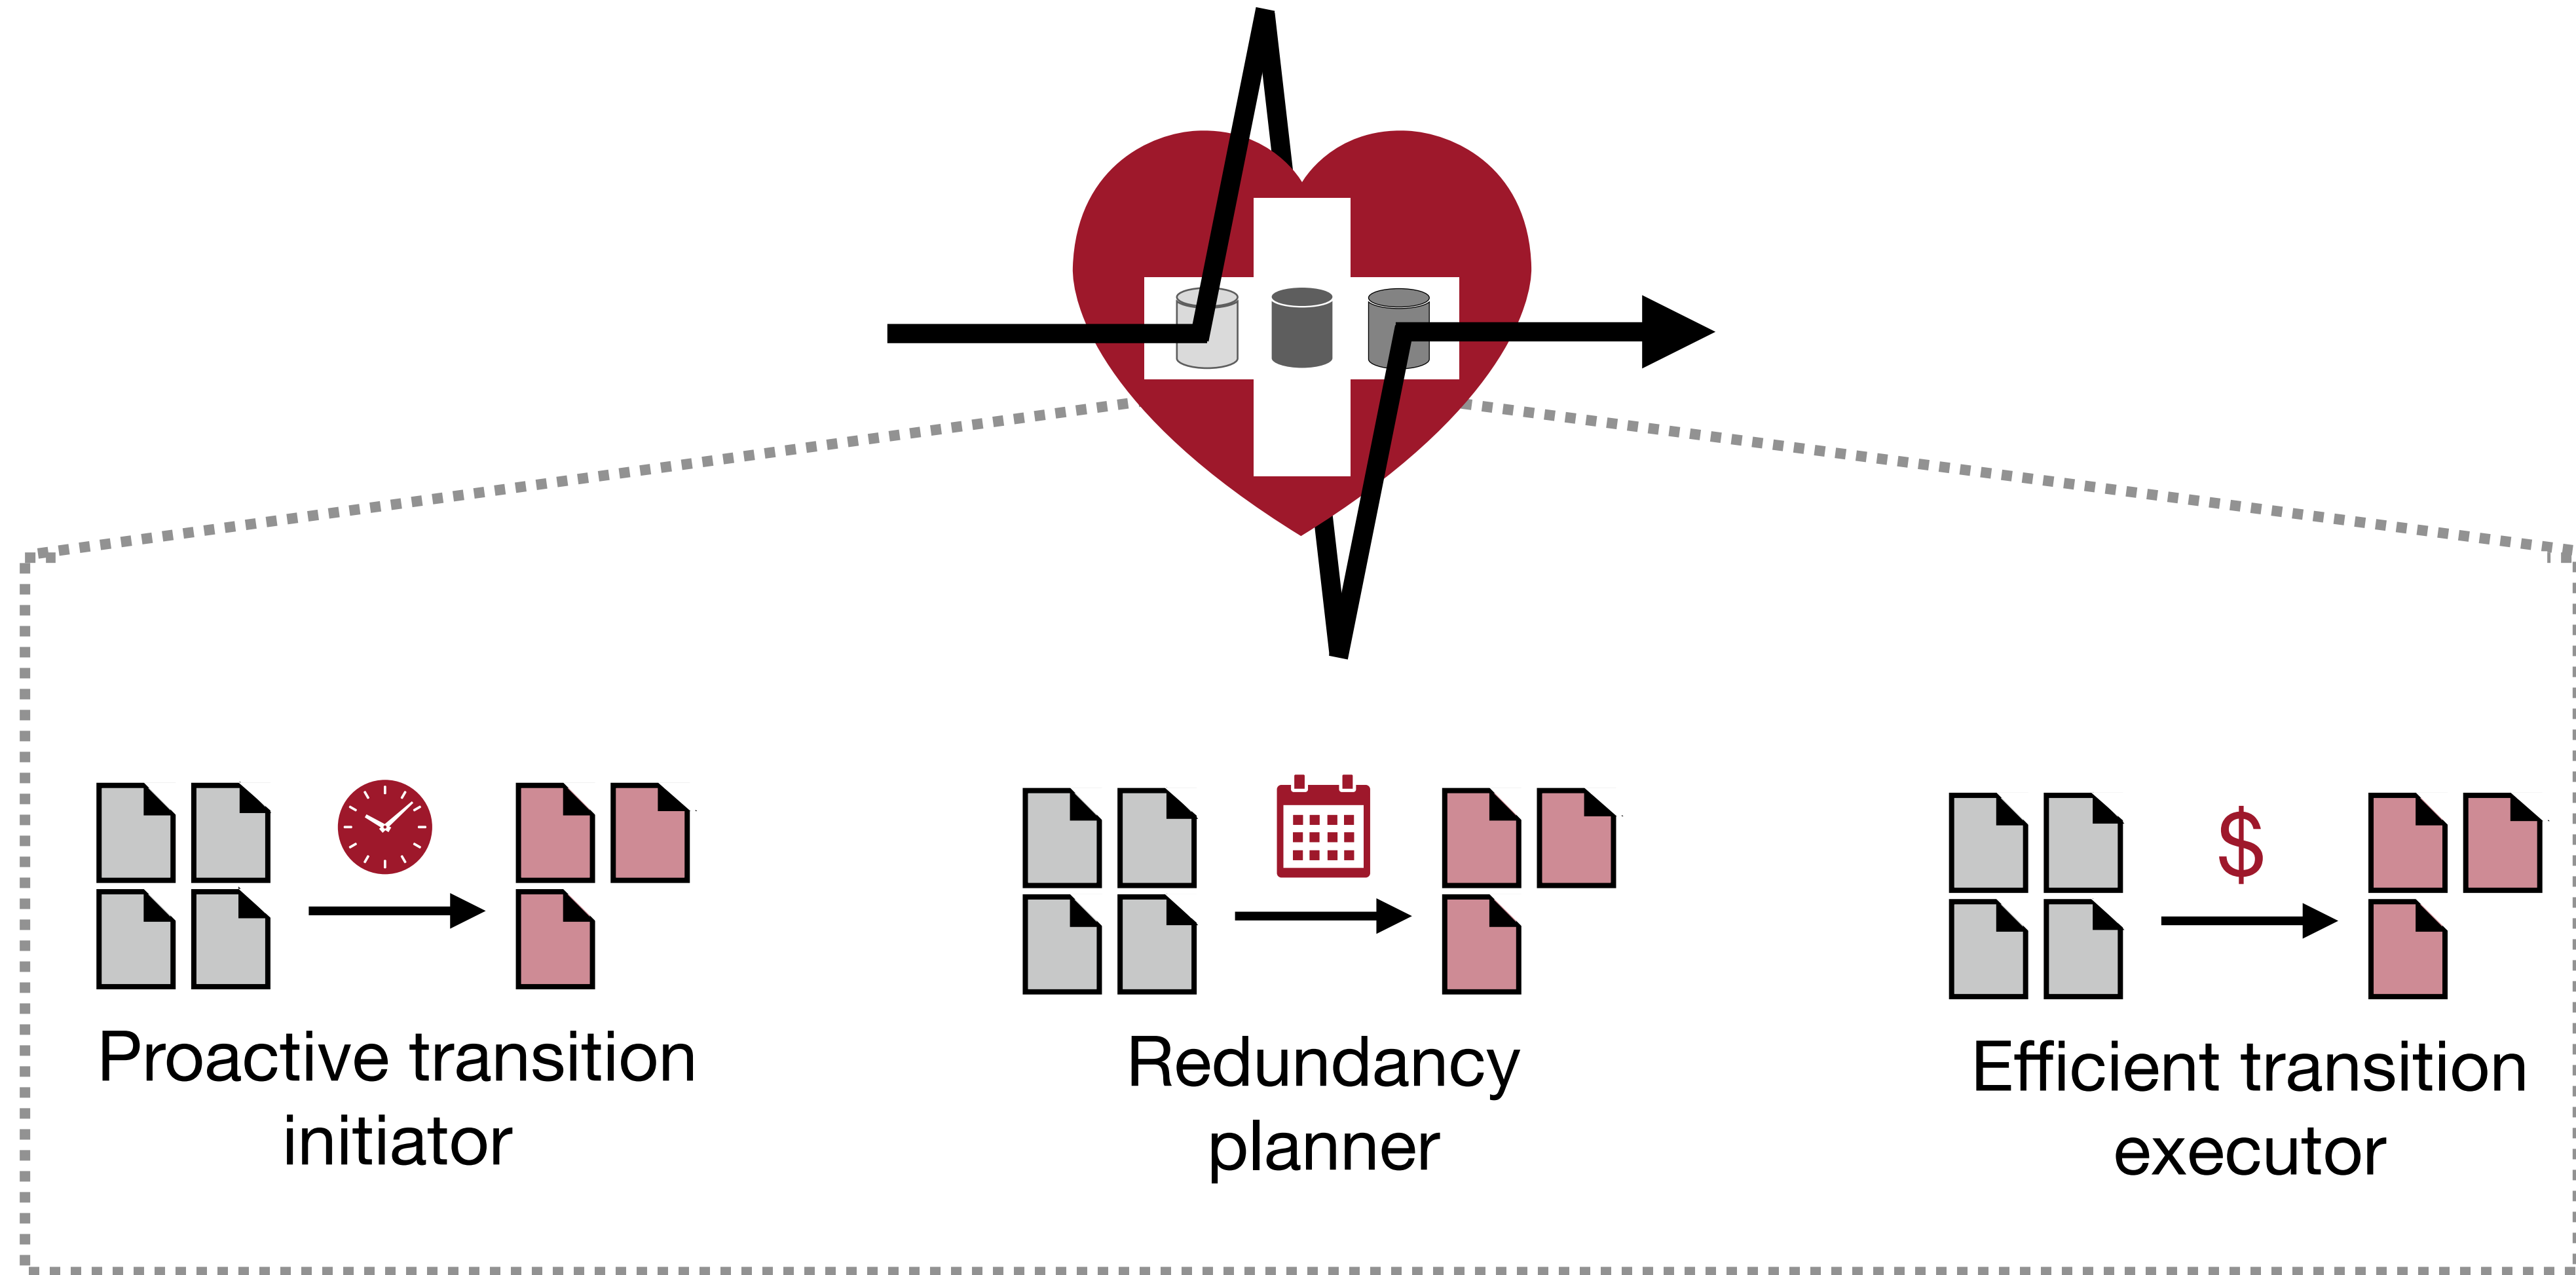 $
Proactive transition
initiator
Redundancy
planner
Efficient transition
executor